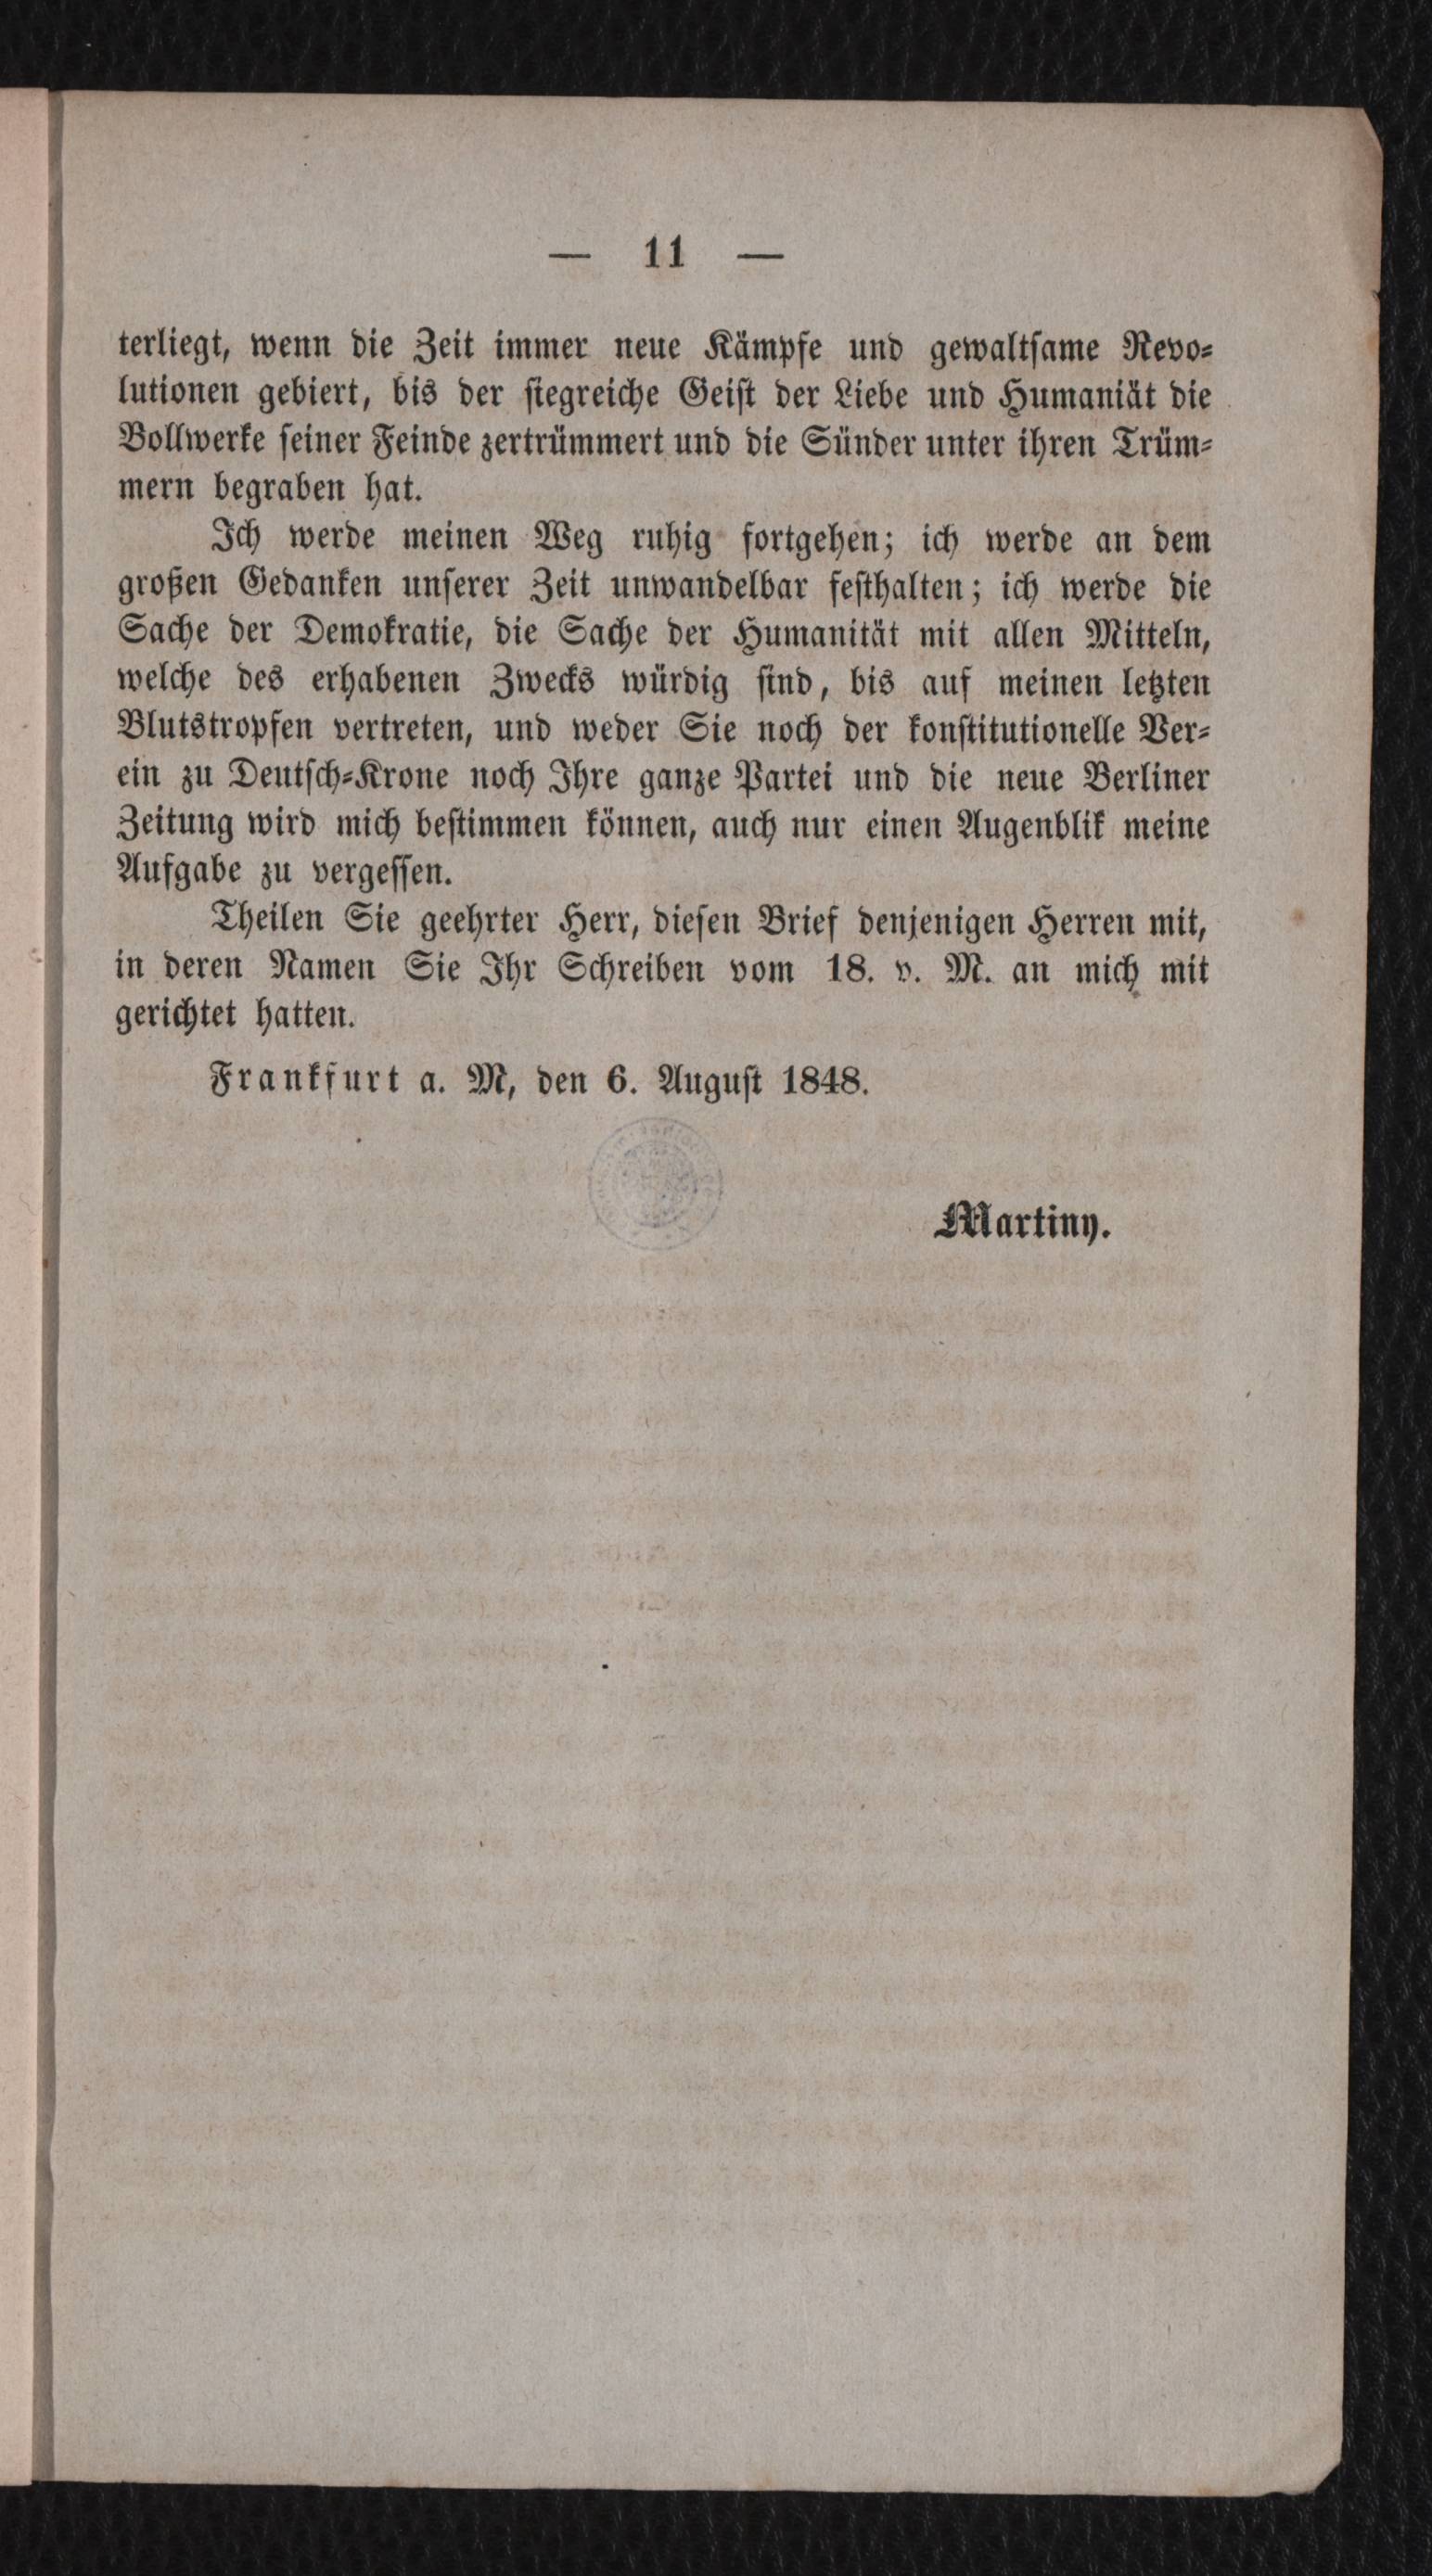 — 11 —
terliegt, wenn die Zeit immer neue Kämpfe und gewaltsame Revo-
lutionen gebiert, bis der siegreiche Geist der Liebe und Humaniät die
Bollwerke seiner Feinde zertrümmert und die Sünder unter ihren Trüm-
mern begraben hat.
Ich werde meinen Weg ruhig fortgehen; ich werde an dem
großen Gedanken unserer Zeit unwandelbar festhalten; ich werde die
Sache der Demokratie, die Sache der Humanität mit allen Mitteln,
welche des erhabenen Zwecks würdig sind, bis auf meinen letzten
Blutstropfen vertreten, und weder Sie noch der konstitutionelle Ver-
ein zu Deutsch-Krone noch Ihre ganze Partei und die neue Berliner
Zeitung wird mich bestimmen können, auch nur einen Augenblik meine
Aufgabe zu vergessen.
Theilen Sie geehrter Herr, diesen Brief denjenigen Herren mit,
in deren Namen Sie Ihr Schreiben vom 18. v. M. an mich mit
gerichtet hatten.
Frankfurt a. M, den 6. August 1848.
Martiny.